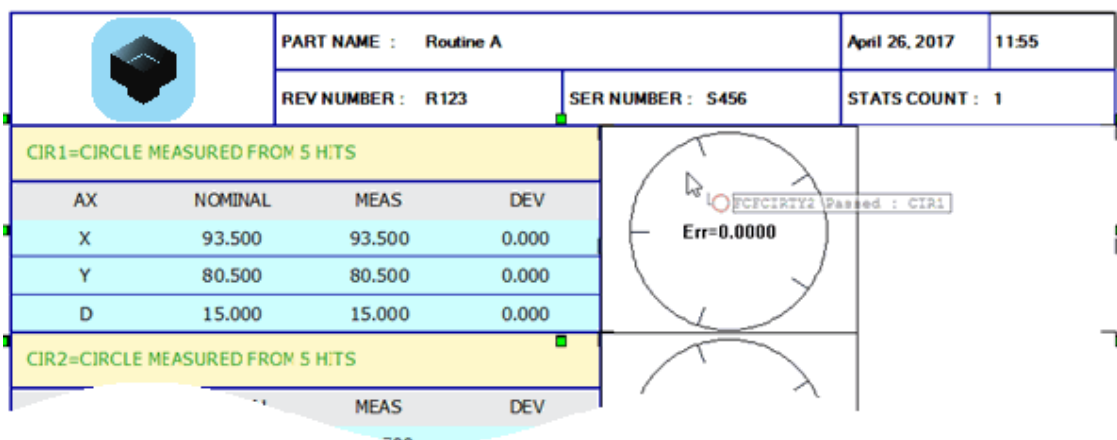 PART NAME : Routine A April 26, 2017 11:55
REV NUMBER : R123 SER NUMBER : S456 STATS COUNT : 1
CIR1=CIRCLE MEASURED FROM 5 HITS
AX NOMINAL MEAS DEV
X 93.500 93.500 0.000
Y 80.500 80.500 0.000
D 15.000 15.000 0.000
FCFCIRTY2 Passed : CIR1
Err=0.0000
CIR2=CIRCLE MEASURED FROM 5 HITS
MEAS DEV